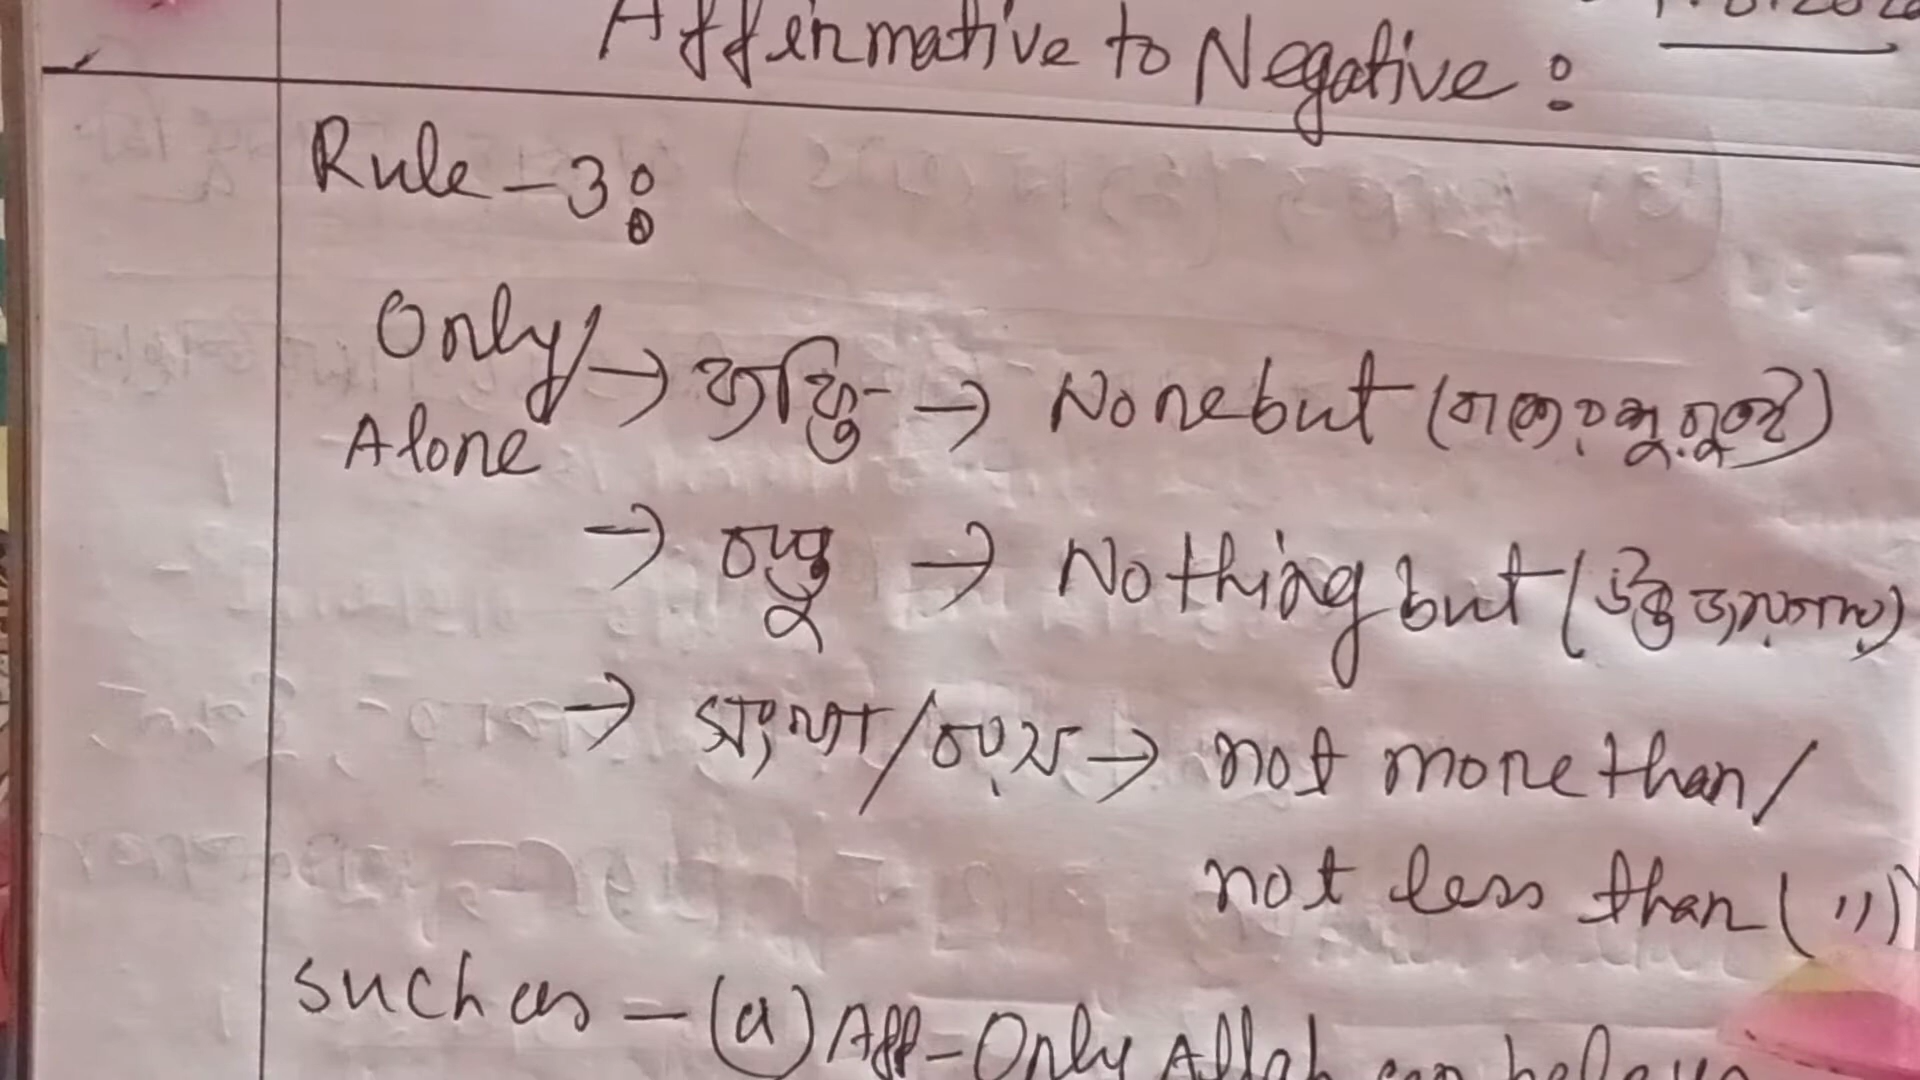 Affirmative to Negative :
Rule-3:
Only/
Alone → ব্যক্তি → None but
→ বস্তু → Nothing but
→ সংখ্যা/বয়স → not more than/
not less than ( ,, )
such as - (a) Aff-Only Allah can